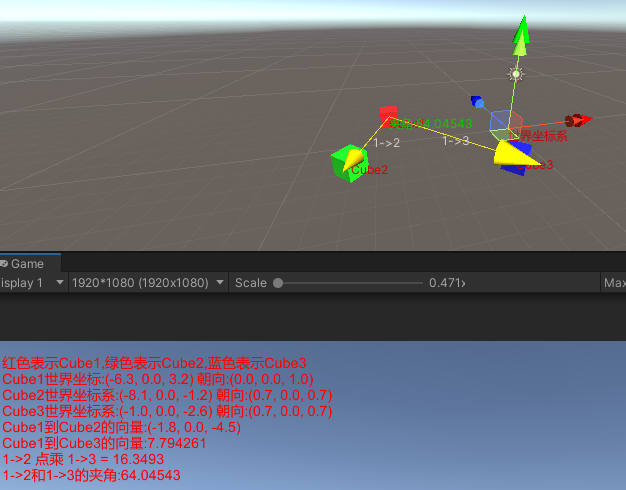 夹角:64.04543
世界坐标系
1->2
1->3
Cube2
Cube3
Game
isplay 1
1920*1080 (1920x1080)
Scale
0.471›
Max
红色表示Cube1,绿色表示Cube2,蓝色表示Cube3
Cube1世界坐标:(-6.3, 0.0, 3.2) 朝向:(0.0, 0.0, 1.0)
Cube2世界坐标系:(-8.1, 0.0, -1.2) 朝向:(0.7, 0.0, 0.7)
Cube3世界坐标系:(-1.0, 0.0, -2.6) 朝向:(0.7, 0.0, 0.7)
Cube1到Cube2的向量:(-1.8, 0.0, -4.5)
Cube1到Cube3的向量:7.794261
1->2 点乘 1->3 = 16.3493
1->2和1->3的夹角:64.04543